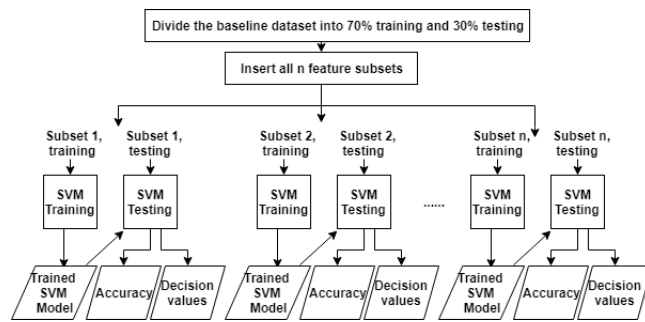 Divide the baseline dataset into 70% training and 30% testing
Insert all n feature subsets
Subset 1,
training
Subset 1,
testing
Subset 2,
training
Subset 2,
testing
Subset n,
training
Subset n,
testing
SVM
Training
SVM
Testing
SVM
Training
SVM
Testing
......
SVM
Training
SVM
Testing
Trained
SVM
Model
Accuracy
Decision
values
Trained
SVM
Model
Accuracy
Decision
values
Trained
SVM
Model
Accuracy
Decision
values